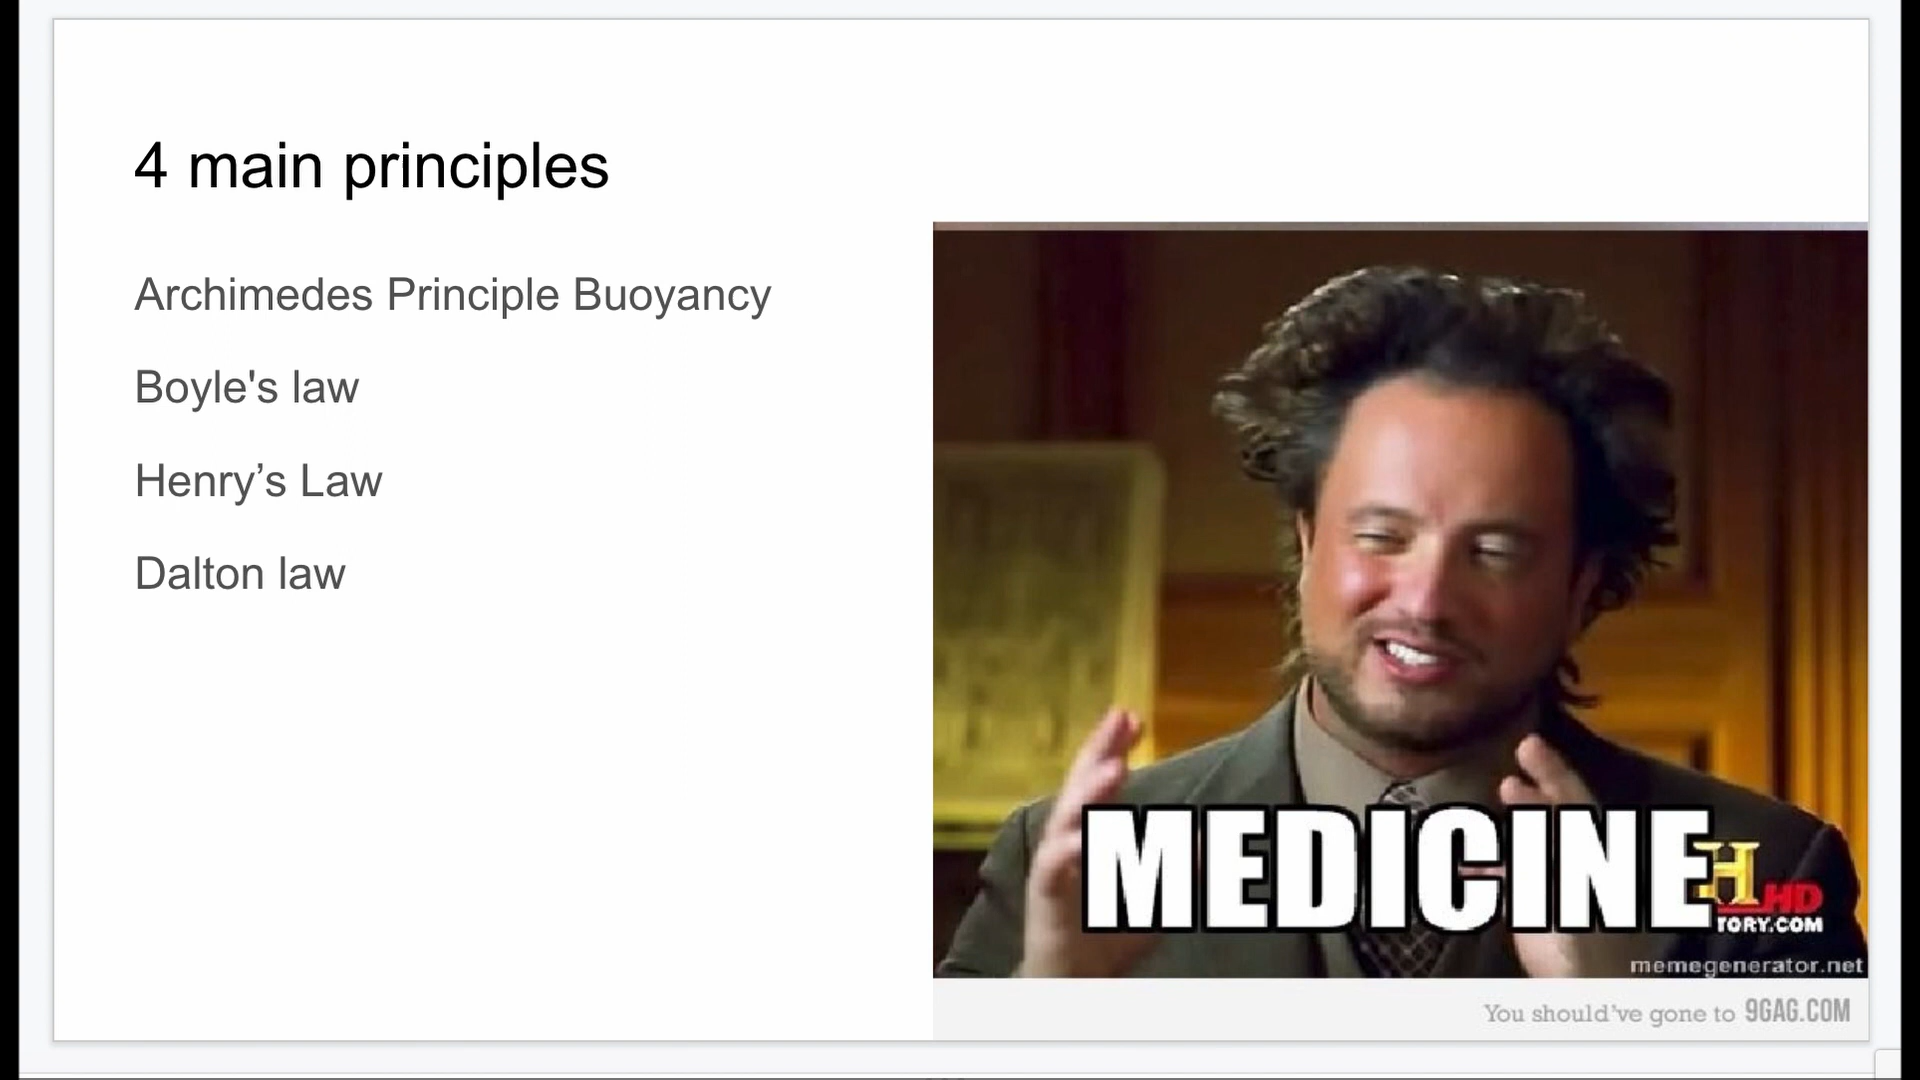 4 main principles
Archimedes Principle Buoyancy
Boyle's law
Henry’s Law
Dalton law
MEDICINE
H
HD
TORY.COM
memegenerator.net
You should've gone to 9GAG.COM